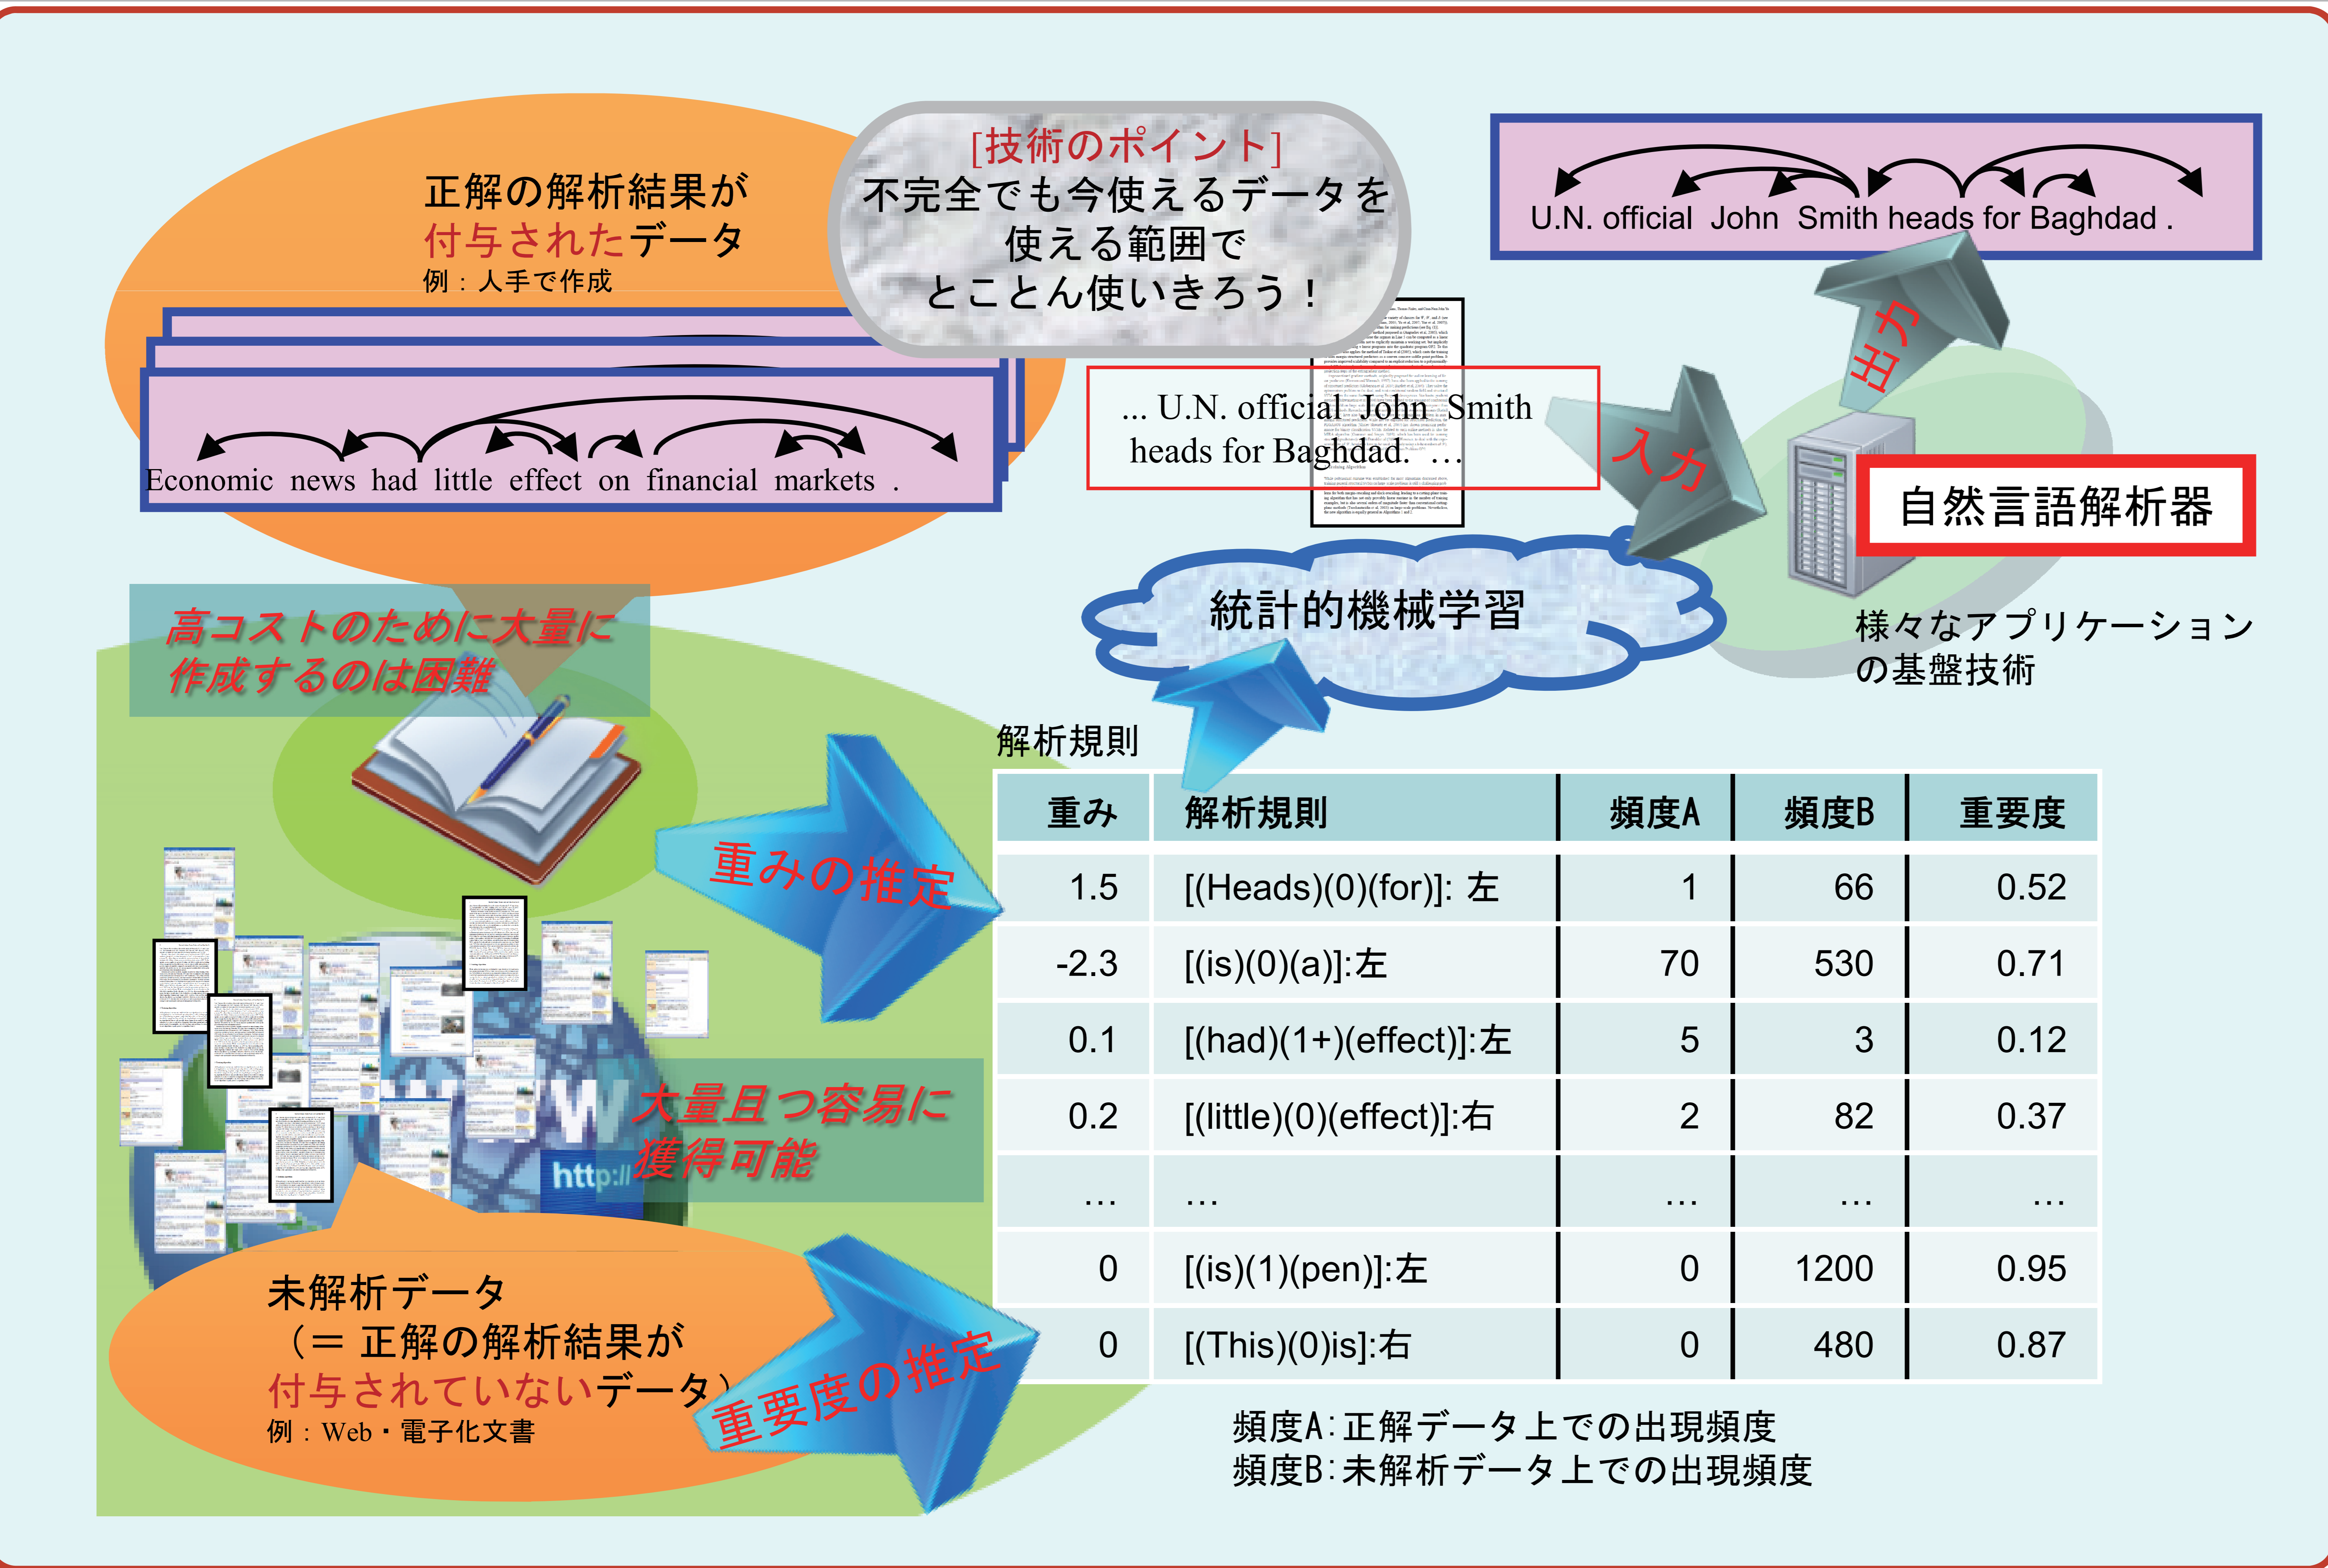 正解の解析結果が
付与されたデータ
例：人手で作成
[技術のポイント]
不完全でも今使えるデータを
使える範囲で
とことん使いきろう！
U.N. official John Smith heads for Baghdad .
出力
Economic news had little effect on financial markets .
... U.N. official John Smith
heads for Baghdad. …
入力
自然言語解析器
様々なアプリケーション
の基盤技術
統計的機械学習
高コストのために大量に
作成するのは困難
重みの推定
大量且つ容易に
獲得可能
http://
未解析データ
（＝ 正解の解析結果が
付与されていないデータ）
例：Web・電子化文書
重要度の推定
解析規則
重み 解析規則 頻度A 頻度B 重要度
1.5 [(Heads)(0)(for)]: 左 1 66 0.52
-2.3 [(is)(0)(a)]:左 70 530 0.71
0.1 [(had)(1+)(effect)]:左 5 3 0.12
0.2 [(little)(0)(effect)]:右 2 82 0.37
… … … … …
0 [(is)(1)(pen)]:左 0 1200 0.95
0 [(This)(0)is]:右 0 480 0.87
頻度A:正解データ上での出現頻度
頻度B:未解析データ上での出現頻度